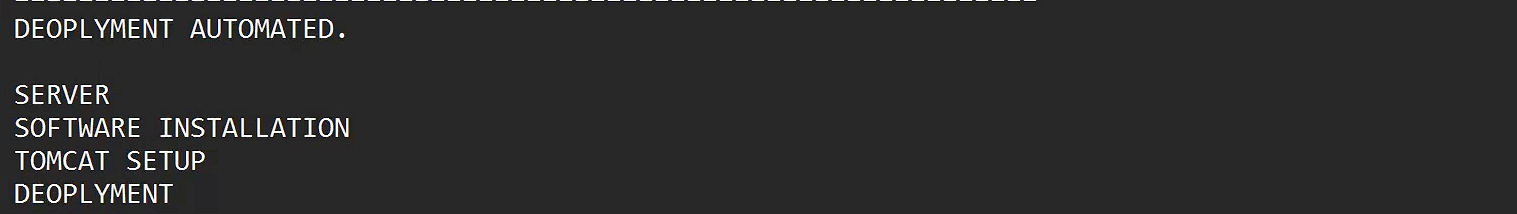 DEOPLYMENT AUTOMATED.
SERVER
SOFTWARE INSTALLATION
TOMCAT SETUP
DEOPLYMENT